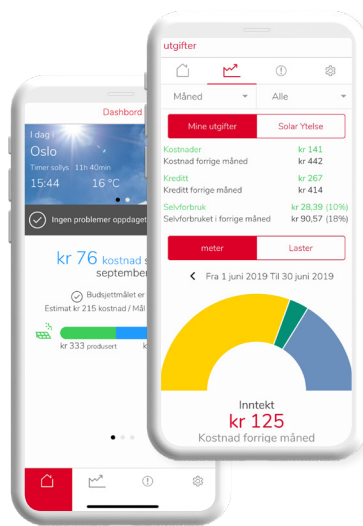 utgifter
Måned Alle
Mine utgifter Solar Ytelse
Kostnader kr 141
Kostnad forrige måned kr 442
Kreditt kr 267
Kreditt forrige måned kr 414
Selvforbruk kr 28,39 (10%)
Selvforbruket i forrige måned kr 90,57 (18%)
meter Laster
Fra 1 juni 2019 Til 30 juni 2019
Inntekt
kr 125
Kostnad forrige måned
Dashbord
I dag
Oslo
Timer sollys : 11h 40min
15:44 16 °C
Ingen problemer oppdaget
kr 76 kostnad
september
Budsjettmålet er
Estimat kr 215 kostnad / Mål
kr 333 produsert